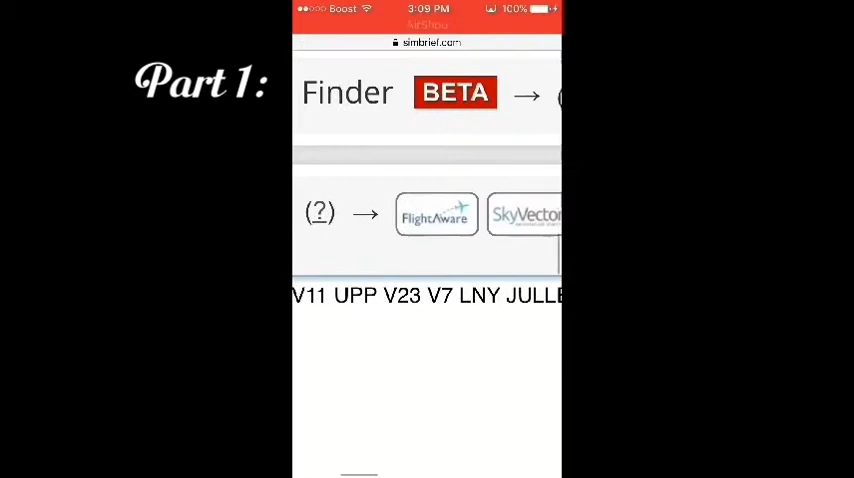 Boost 3:09 PM 100%
AirShou
simbrief.com
Part 1:
Finder BETA → (
(?) → FlightAware SkyVector
V11 UPP V23 V7 LNY JULLE